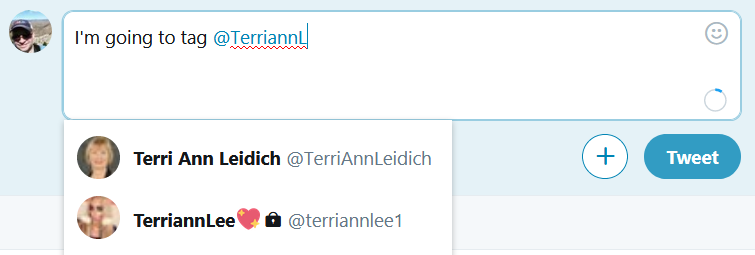 I'm going to tag @TerriannL
Terri Ann Leidich @TerriAnnLeidich
TerriannLee💖 🔒 @terriannlee1
Tweet